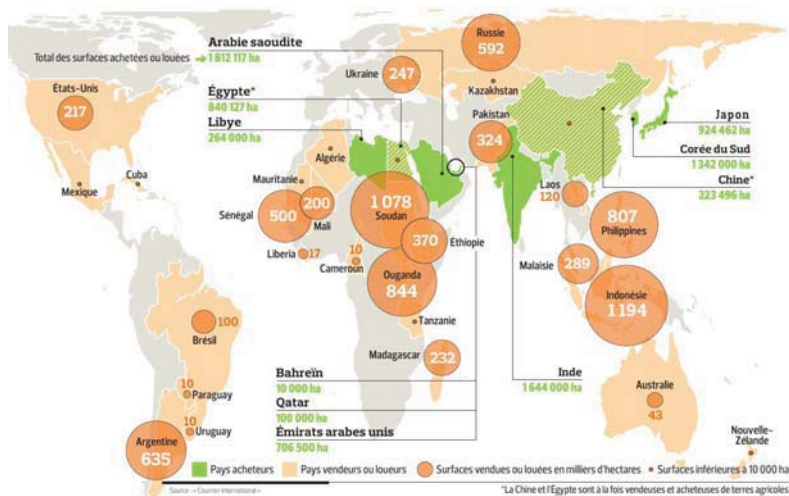 Arabie saoudite
Total des surfaces achetées ou louées
1 812 117 ha
Russie
592
États-Unis
217
Ukraine
247
Égypte*
840 127 ha
Libye
264 000 ha
Kazakhstan
Pakistan
324
Japon
924 462 ha
Corée du Sud
1 342 000 ha
Chine*
223 496 ha
Algérie
Mauritanie
Cuba
Mexique
Sénégal
500
200
Mali
1 078
Soudan
Laos
120
807
Philippines
370
Éthiopie
Liberia
17
10
Cameroun
Ouganda
844
Malaisie
289
Indonésie
1 194
Tanzanie
100
Brésil
Madagascar
232
Bahreïn
10 000 ha
Qatar
100 000 ha
Émirats arabes unis
706 500 ha
Inde
1 644 000 ha
Australie
43
10
Paraguay
10
Uruguay
Argentine
635
Nouvelle-
Zélande
Pays acheteurs
Pays vendeurs ou loueurs
Surfaces vendues ou louées en milliers d'hectares
Surfaces inférieures à 10 000 ha
Source : «Courrier International»
*La Chine et l'Égypte sont à la fois vendeuses et acheteuses de terres agricoles